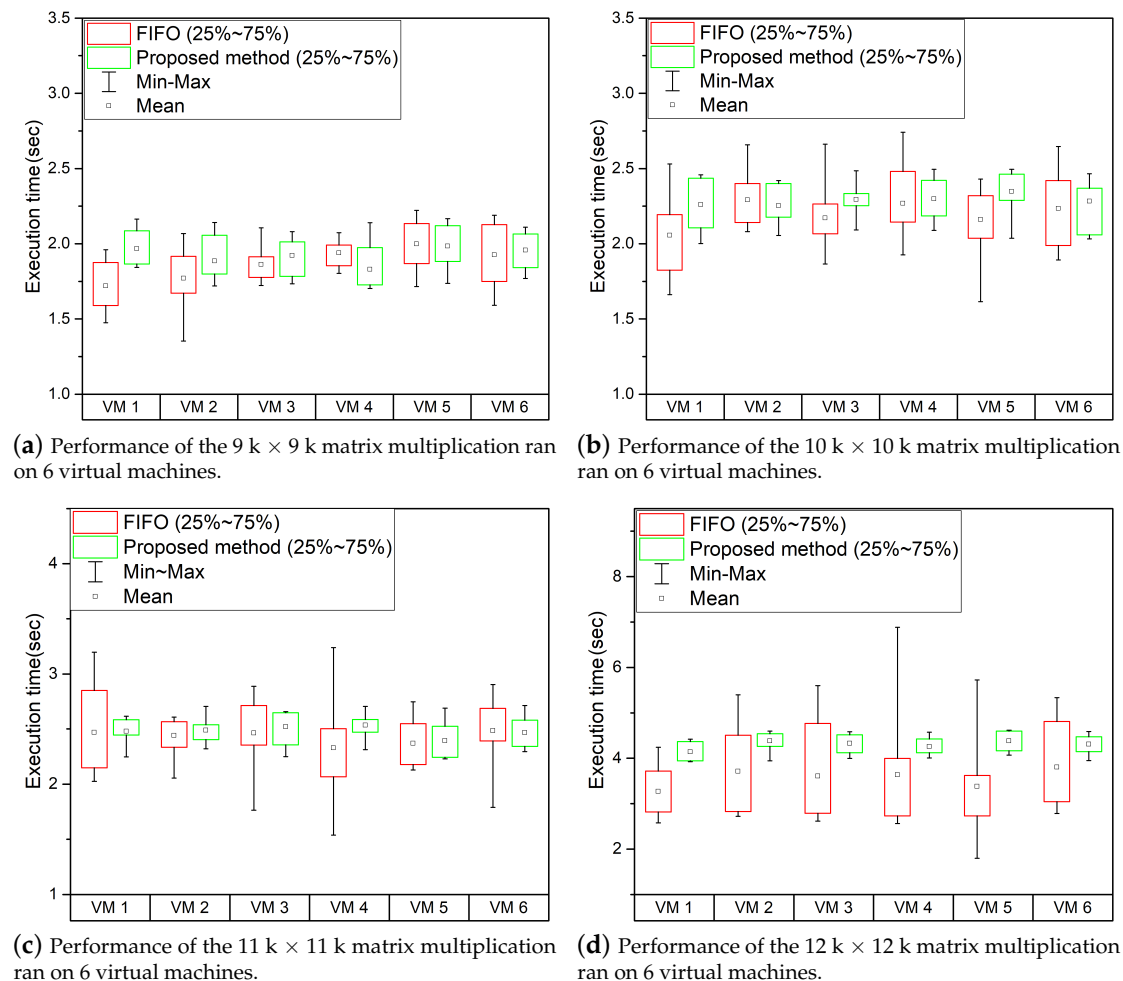 3.5
3.0
2.5
2.0
1.5
1.0
Execution time(sec)
FIFO (25%~75%)
Proposed method (25%~75%)
Min-Max
Mean
VM 1 VM 2 VM 3 VM 4 VM 5 VM 6
(a) Performance of the 9 k × 9 k matrix multiplication ran
on 6 virtual machines.
3.5
3.0
2.5
2.0
1.5
1.0
Execution time(sec)
FIFO (25%~75%)
Proposed method (25%~75%)
Min-Max
Mean
VM 1 VM 2 VM 3 VM 4 VM 5 VM 6
(b) Performance of the 10 k × 10 k matrix multiplication
ran on 6 virtual machines.
4
3
2
1
Execution time(sec)
FIFO (25%~75%)
Proposed method (25%~75%)
Min~Max
Mean
VM 1 VM 2 VM 3 VM 4 VM 5 VM 6
(c) Performance of the 11 k × 11 k matrix multiplication
ran on 6 virtual machines.
8
6
4
2
Execution time(sec)
FIFO (25%~75%)
Proposed method (25%~75%)
Min-Max
Mean
VM 1 VM 2 VM 3 VM 4 VM 5 VM 6
(d) Performance of the 12 k × 12 k matrix multiplication
ran on 6 virtual machines.